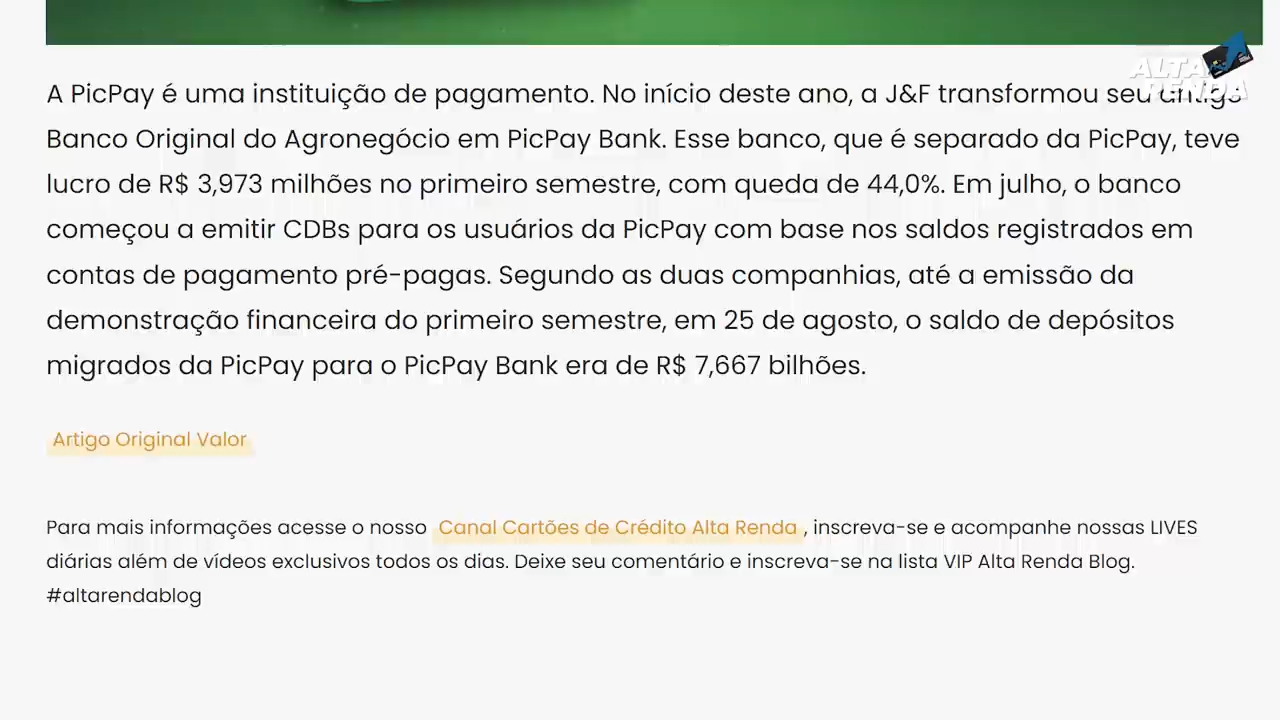 ALTA
RENDA
A PicPay é uma instituição de pagamento. No início deste ano, a J&F transformou seu antigo
Banco Original do Agronegócio em PicPay Bank. Esse banco, que é separado da PicPay, teve
lucro de R$ 3,973 milhões no primeiro semestre, com queda de 44,0%. Em julho, o banco
começou a emitir CDBs para os usuários da PicPay com base nos saldos registrados em
contas de pagamento pré-pagas. Segundo as duas companhias, até a emissão da
demonstração financeira do primeiro semestre, em 25 de agosto, o saldo de depósitos
migrados da PicPay para o PicPay Bank era de R$ 7,667 bilhões.
Artigo Original Valor
Para mais informações acesse o nosso Canal Cartões de Crédito Alta Renda , inscreva-se e acompanhe nossas LIVES
diárias além de vídeos exclusivos todos os dias. Deixe seu comentário e inscreva-se na lista VIP Alta Renda Blog.
#altarendablog